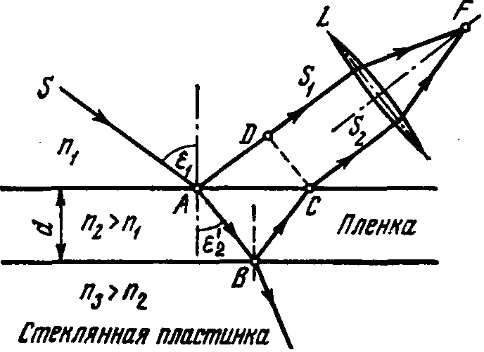 L
F
S
S₁
D
S₂
n₁
ε₁
A
C
d
n₂>n₁
ε₂'
Пленка
B
n₃>n₂
Стеклянная пластинка